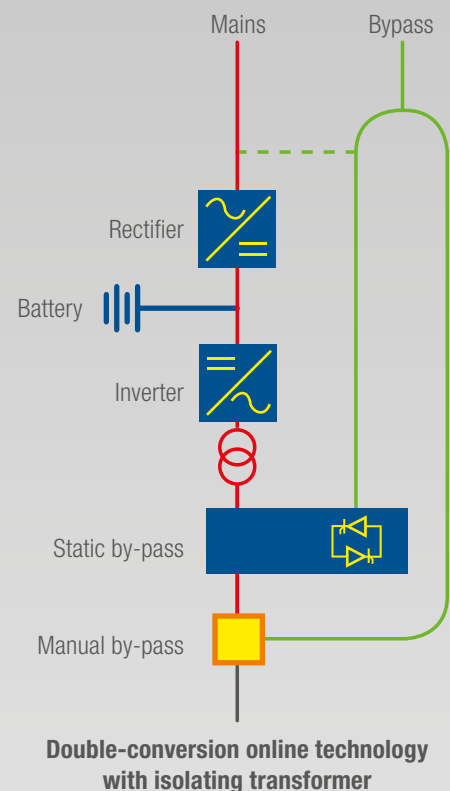 Mains
Bypass
Rectifier
Battery
Inverter
Static by-pass
Manual by-pass
Double-conversion online technology
with isolating transformer